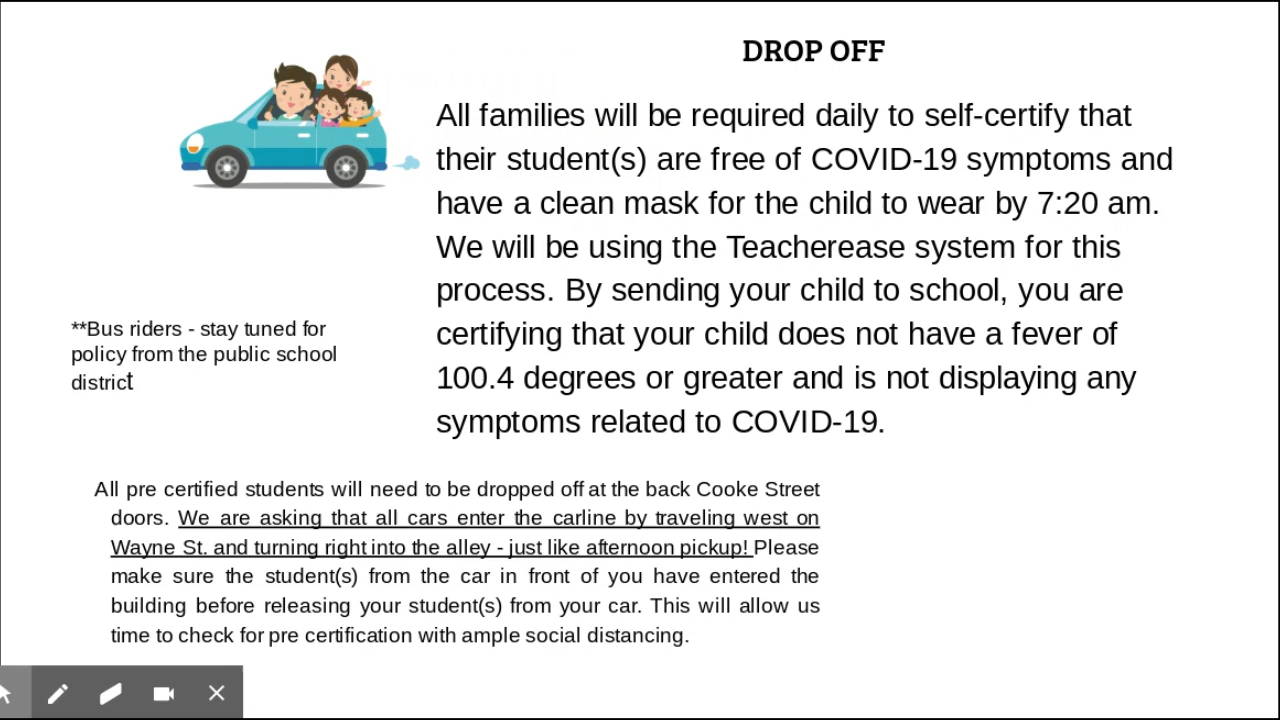 DROP OFF
All families will be required daily to self-certify that
their student(s) are free of COVID-19 symptoms and
have a clean mask for the child to wear by 7:20 am.
We will be using the Teacherease system for this
process. By sending your child to school, you are
certifying that your child does not have a fever of
100.4 degrees or greater and is not displaying any
symptoms related to COVID-19.
**Bus riders - stay tuned for
policy from the public school
district
All pre certified students will need to be dropped off at the back Cooke Street
doors. We are asking that all cars enter the carline by traveling west on
Wayne St. and turning right into the alley - just like afternoon pickup! Please
make sure the student(s) from the car in front of you have entered the
building before releasing your student(s) from your car. This will allow us
time to check for pre certification with ample social distancing.